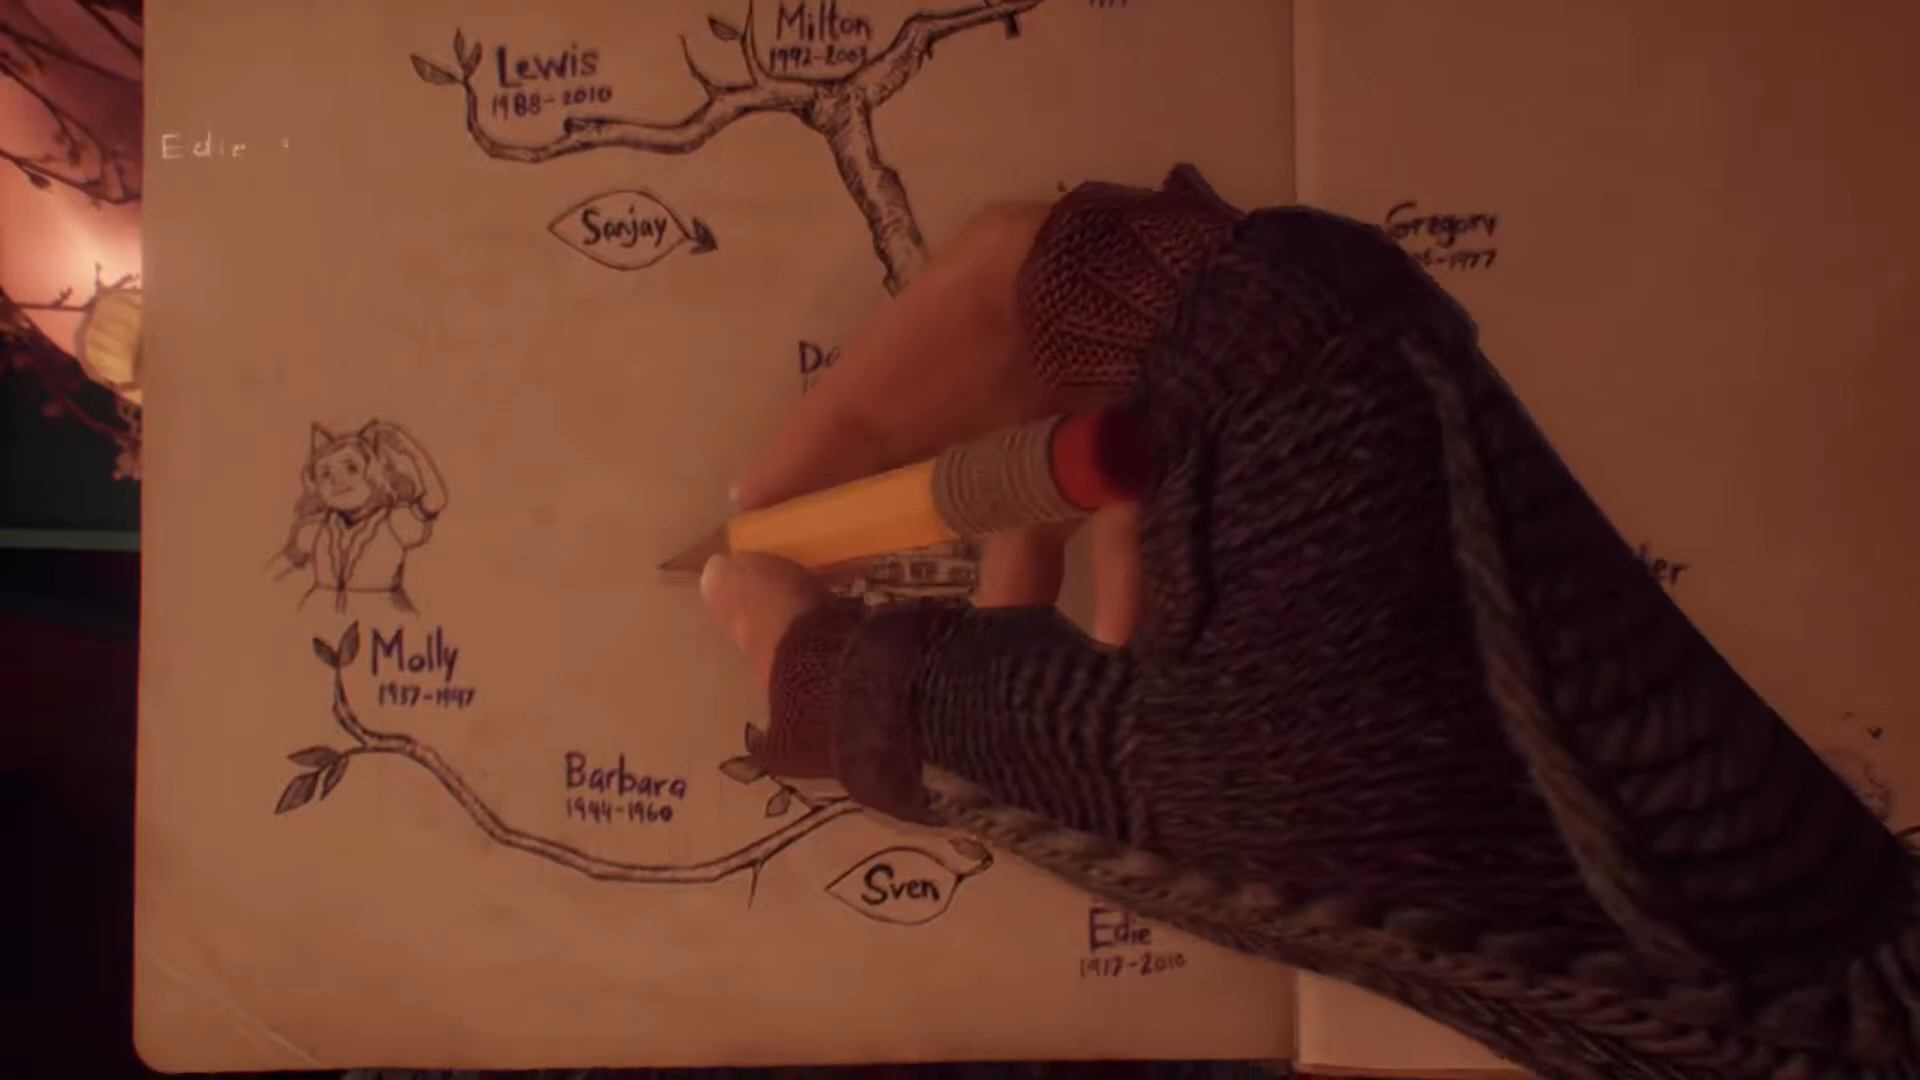 Milton
1992-2003
Lewis
1988-2010
Edie
Sanjay
Gregory
-1977
Molly
1937-1947
Barbara
1944-1960
Sven
Edie
1917-2010